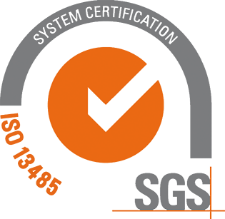 SYSTEM CERTIFICATION
ISO 13485
SGS